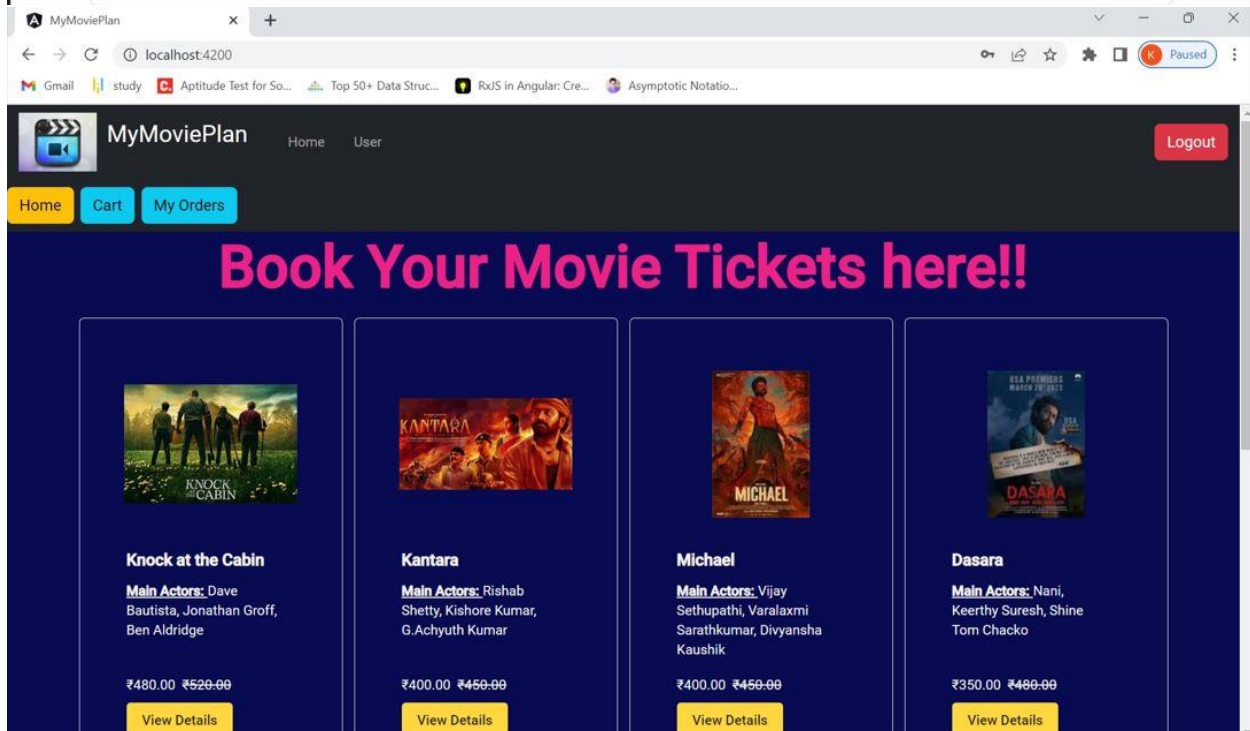 MyMoviePlan
localhost:4200
K Paused
Gmail study Aptitude Test for So... Top 50+ Data Struc... RxJS in Angular: Cre... Asymptotic Notatio...
MyMoviePlan Home User Logout
Home Cart My Orders
Book Your Movie Tickets here!!
KNOCK
CABIN
KANTARA
MICHAEL
USA PREMIERS
USA
DASARA
Knock at the Cabin
Main Actors: Dave
Bautista, Jonathan Groff,
Ben Aldridge
₹480.00 ₹520.00
View Details
Kantara
Main Actors: Rishab
Shetty, Kishore Kumar,
G.Achyuth Kumar
₹400.00 ₹450.00
View Details
Michael
Main Actors: Vijay
Sethupathi, Varalaxmi
Sarathkumar, Divyansha
Kaushik
₹400.00 ₹450.00
View Details
Dasara
Main Actors: Nani,
Keerthy Suresh, Shine
Tom Chacko
₹350.00 ₹480.00
View Details